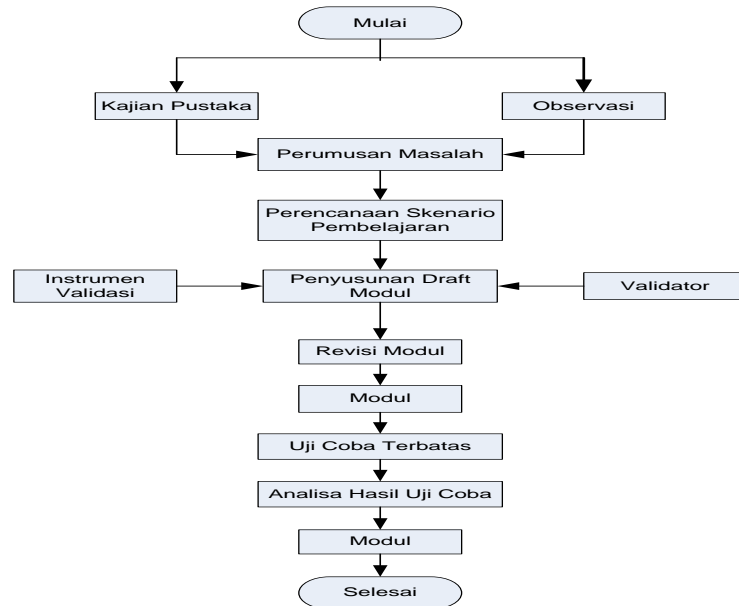 Mulai
Kajian Pustaka
Observasi
Perumusan Masalah
Perencanaan Skenario
Pembelajaran
Instrumen
Validasi
Penyusunan Draft
Modul
Validator
Revisi Modul
Modul
Uji Coba Terbatas
Analisa Hasil Uji Coba
Modul
Selesai